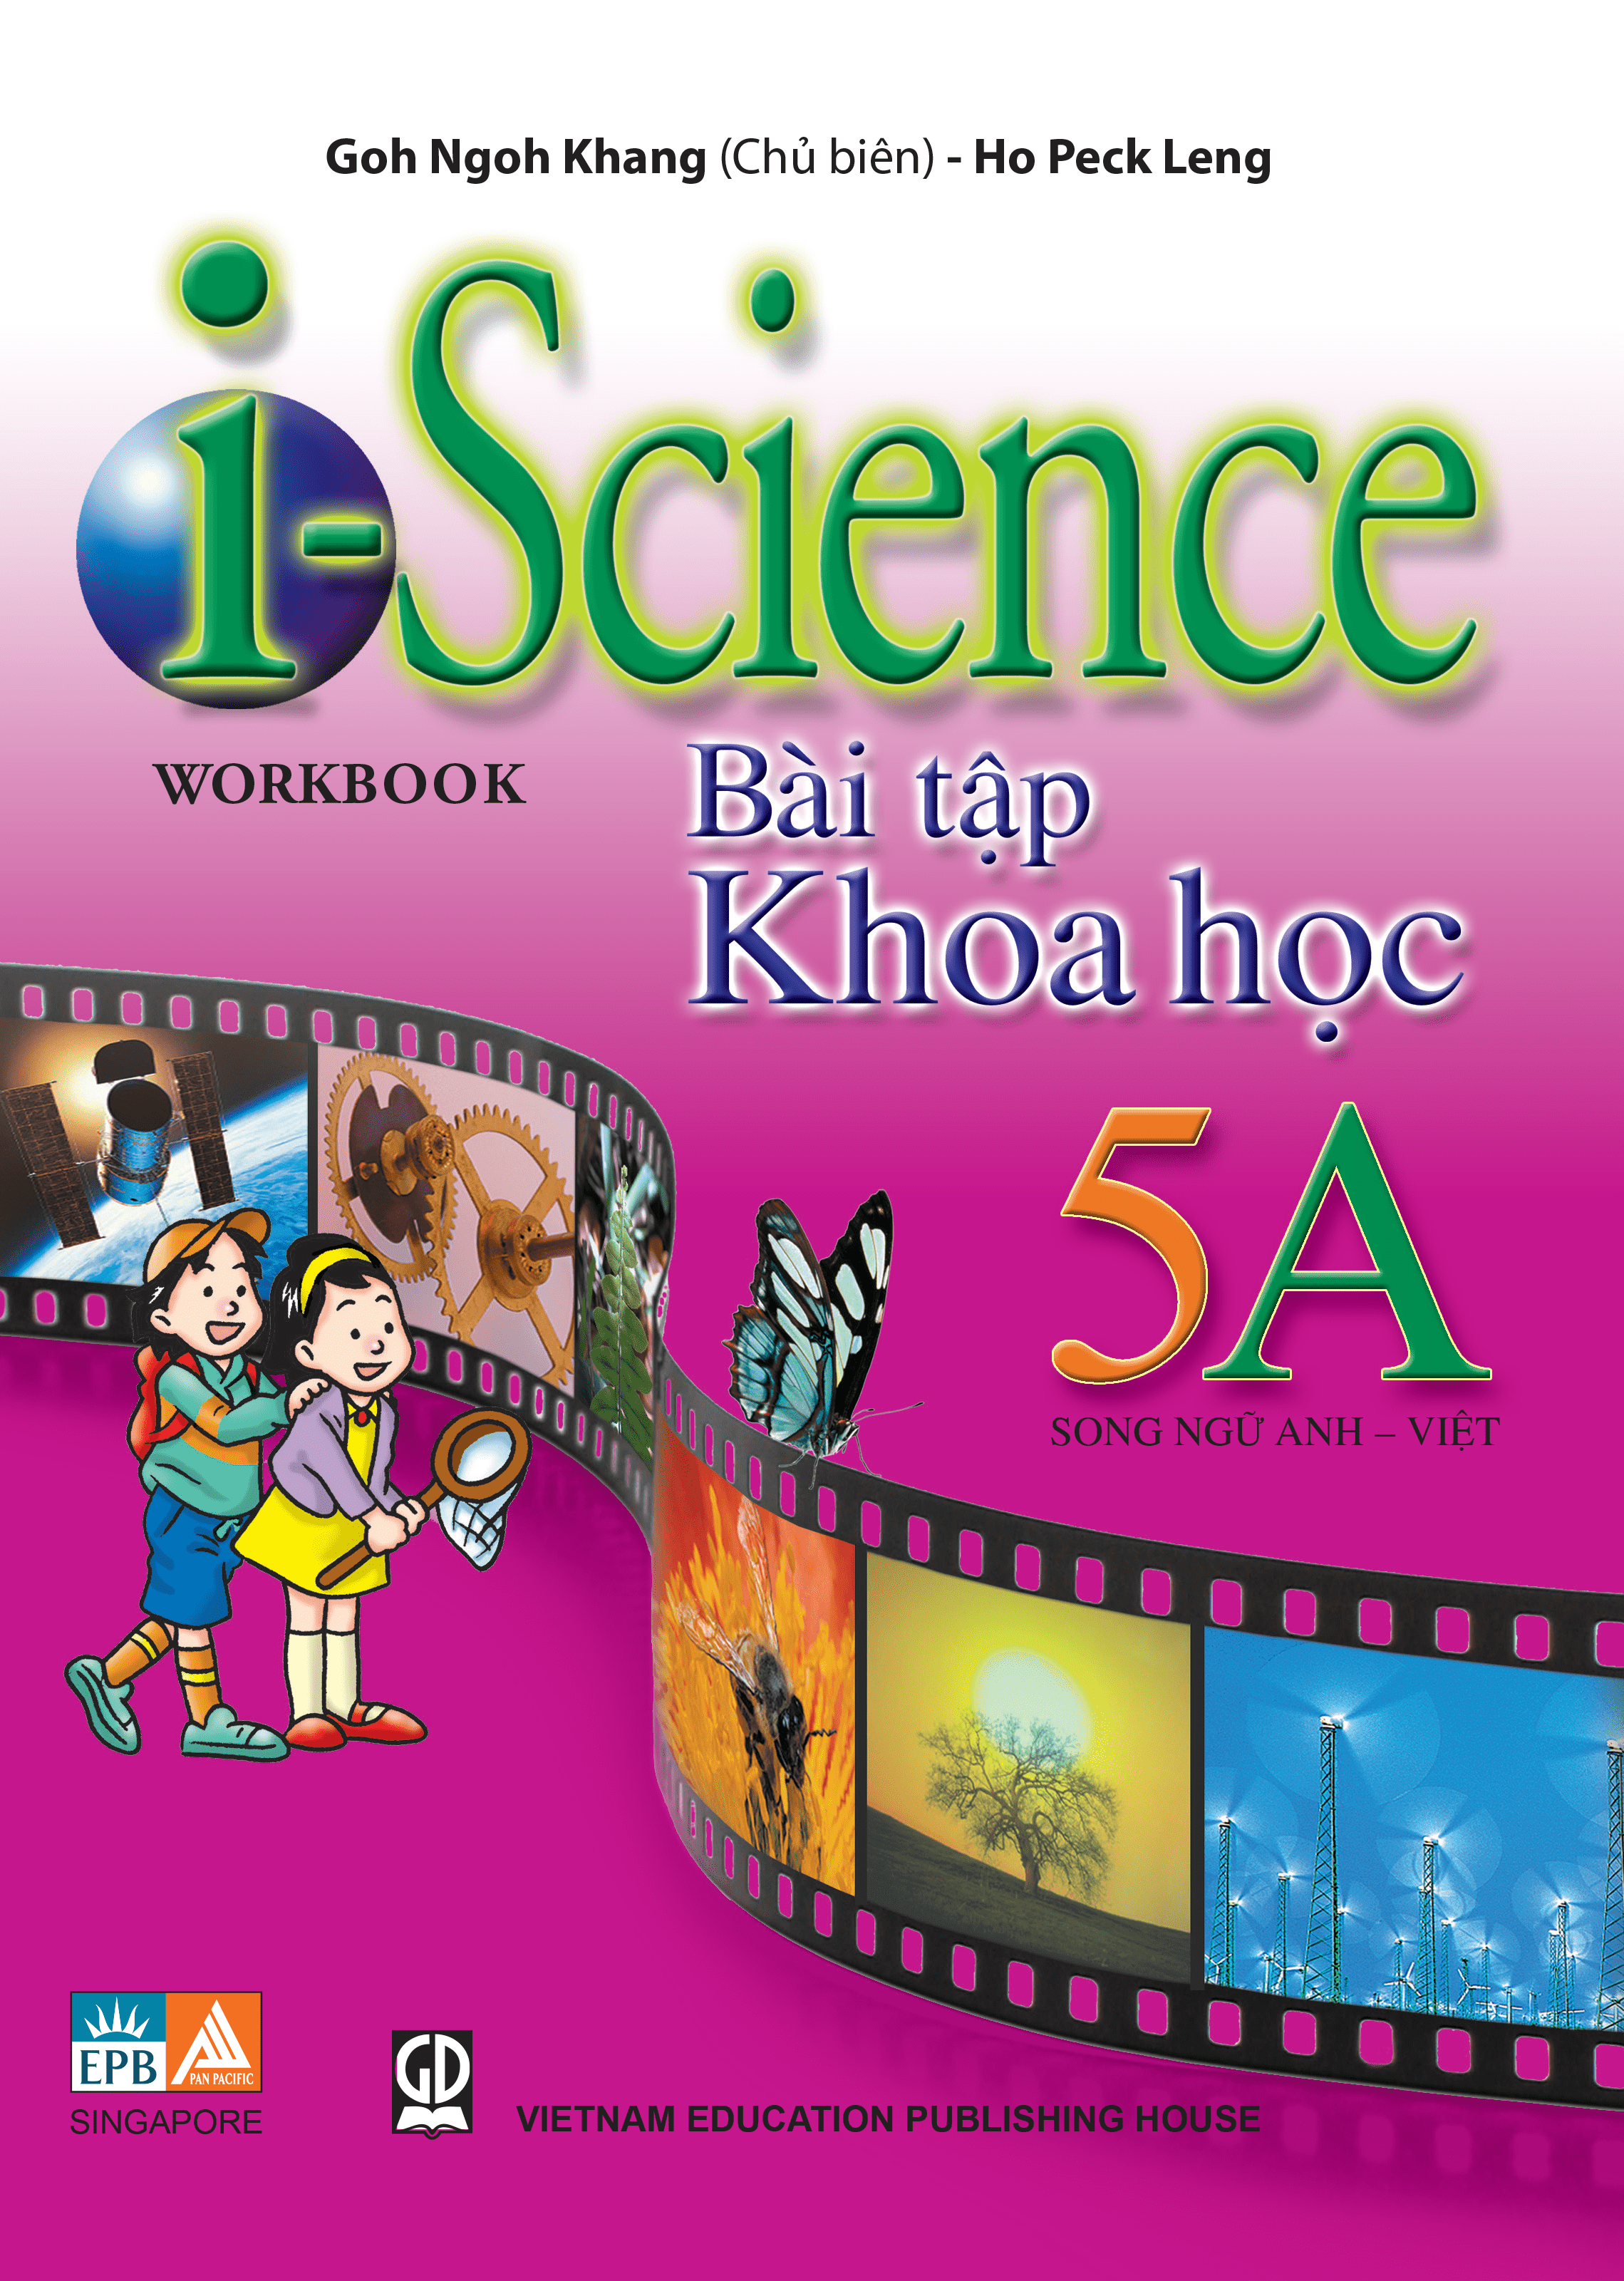 Goh Ngoh Khang (Chủ biên) - Ho Peck Leng
i-Science
WORKBOOK
Bài tập
Khoa học
5A
SONG NGỮ ANH – VIỆT
EPB
PAN PACIFIC
SINGAPORE
GD
VIETNAM EDUCATION PUBLISHING HOUSE